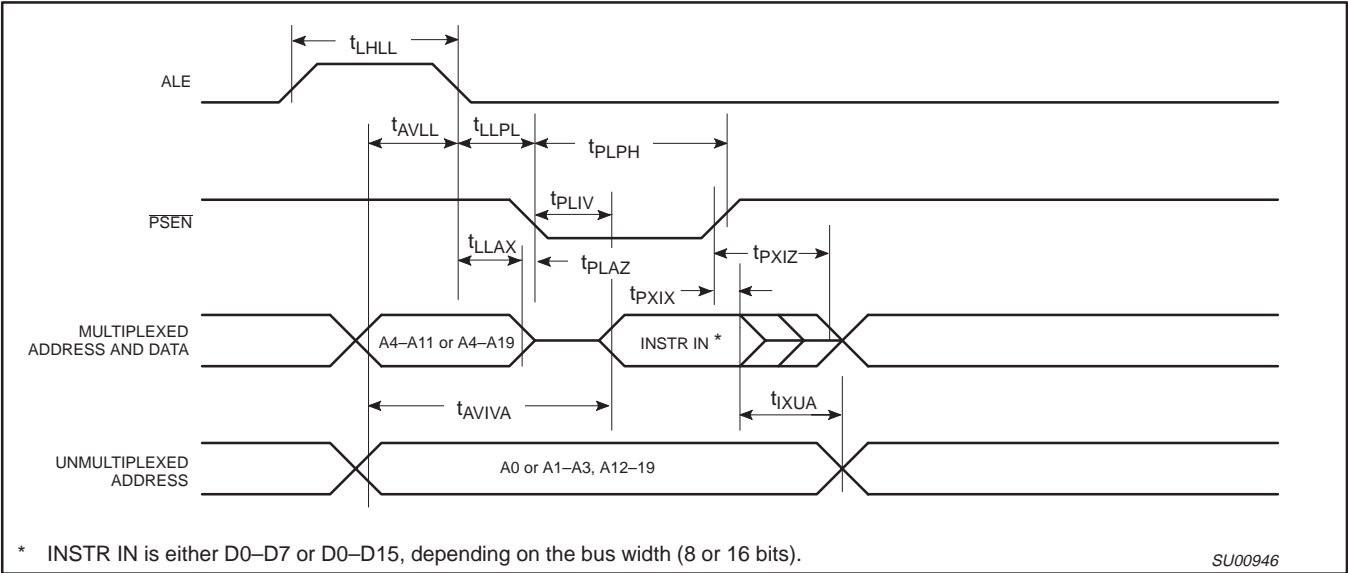 tLHLL
ALE
tAVLL
tLLPL
tPLPH
tPLIV
PSEN
tLLAX
tPLAZ
tPXIZ
tPXIX
MULTIPLEXED
ADDRESS AND DATA
A4–A11 or A4–A19
INSTR IN *
tAVIVA
tIXUA
UNMULTIPLEXED
ADDRESS
A0 or A1–A3, A12–19
* INSTR IN is either D0–D7 or D0–D15, depending on the bus width (8 or 16 bits).
SU00946